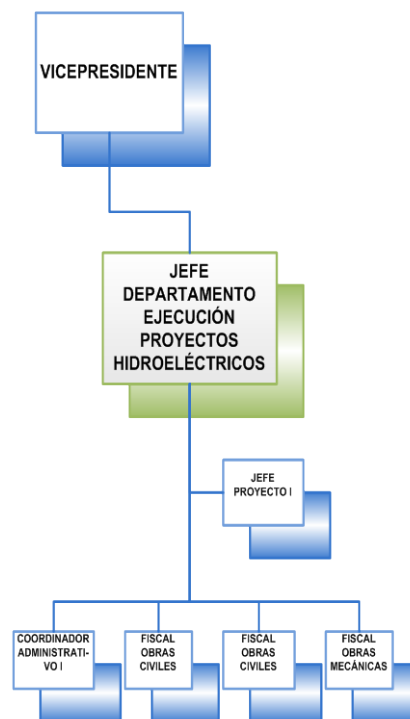 VICEPRESIDENTE
JEFE
DEPARTAMENTO
EJECUCIÓN
PROYECTOS
HIDROELÉCTRICOS
JEFE
PROYECTO I
COORDINADOR
ADMINISTRATI-
VO I
FISCAL
OBRAS
CIVILES
FISCAL
OBRAS
CIVILES
FISCAL
OBRAS
MECÁNICAS